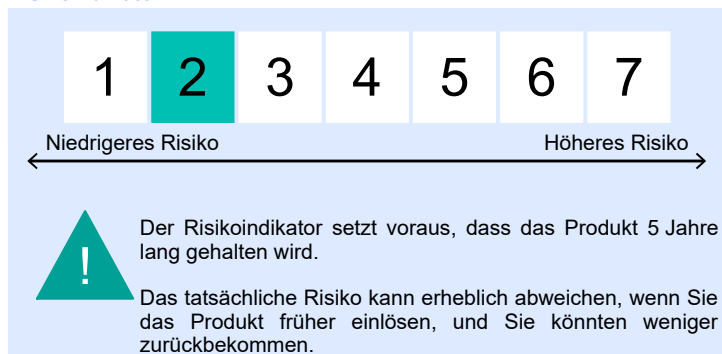 1 2 3 4 5 6 7
Niedrigeres Risiko Höheres Risiko
! Der Risikoindikator setzt voraus, dass das Produkt 5 Jahre
lang gehalten wird.
Das tatsächliche Risiko kann erheblich abweichen, wenn Sie
das Produkt früher einlösen, und Sie könnten weniger
zurückbekommen.